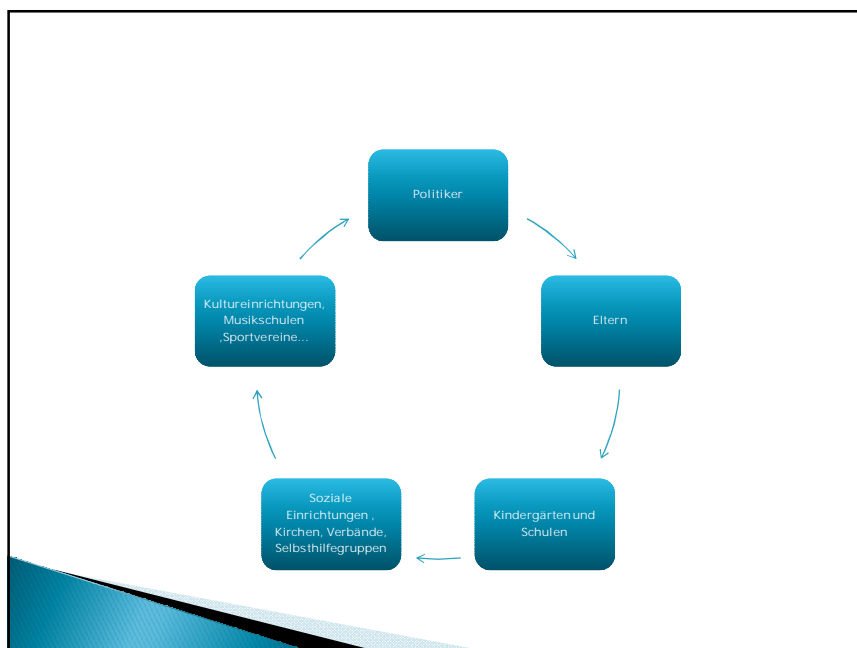 Politiker
Eltern
Kindergärten und
Schulen
Soziale
Einrichtungen ,
Kirchen, Verbände,
Selbsthilfegruppen
Kultureinrichtungen,
Musikschulen
,Sportvereine...